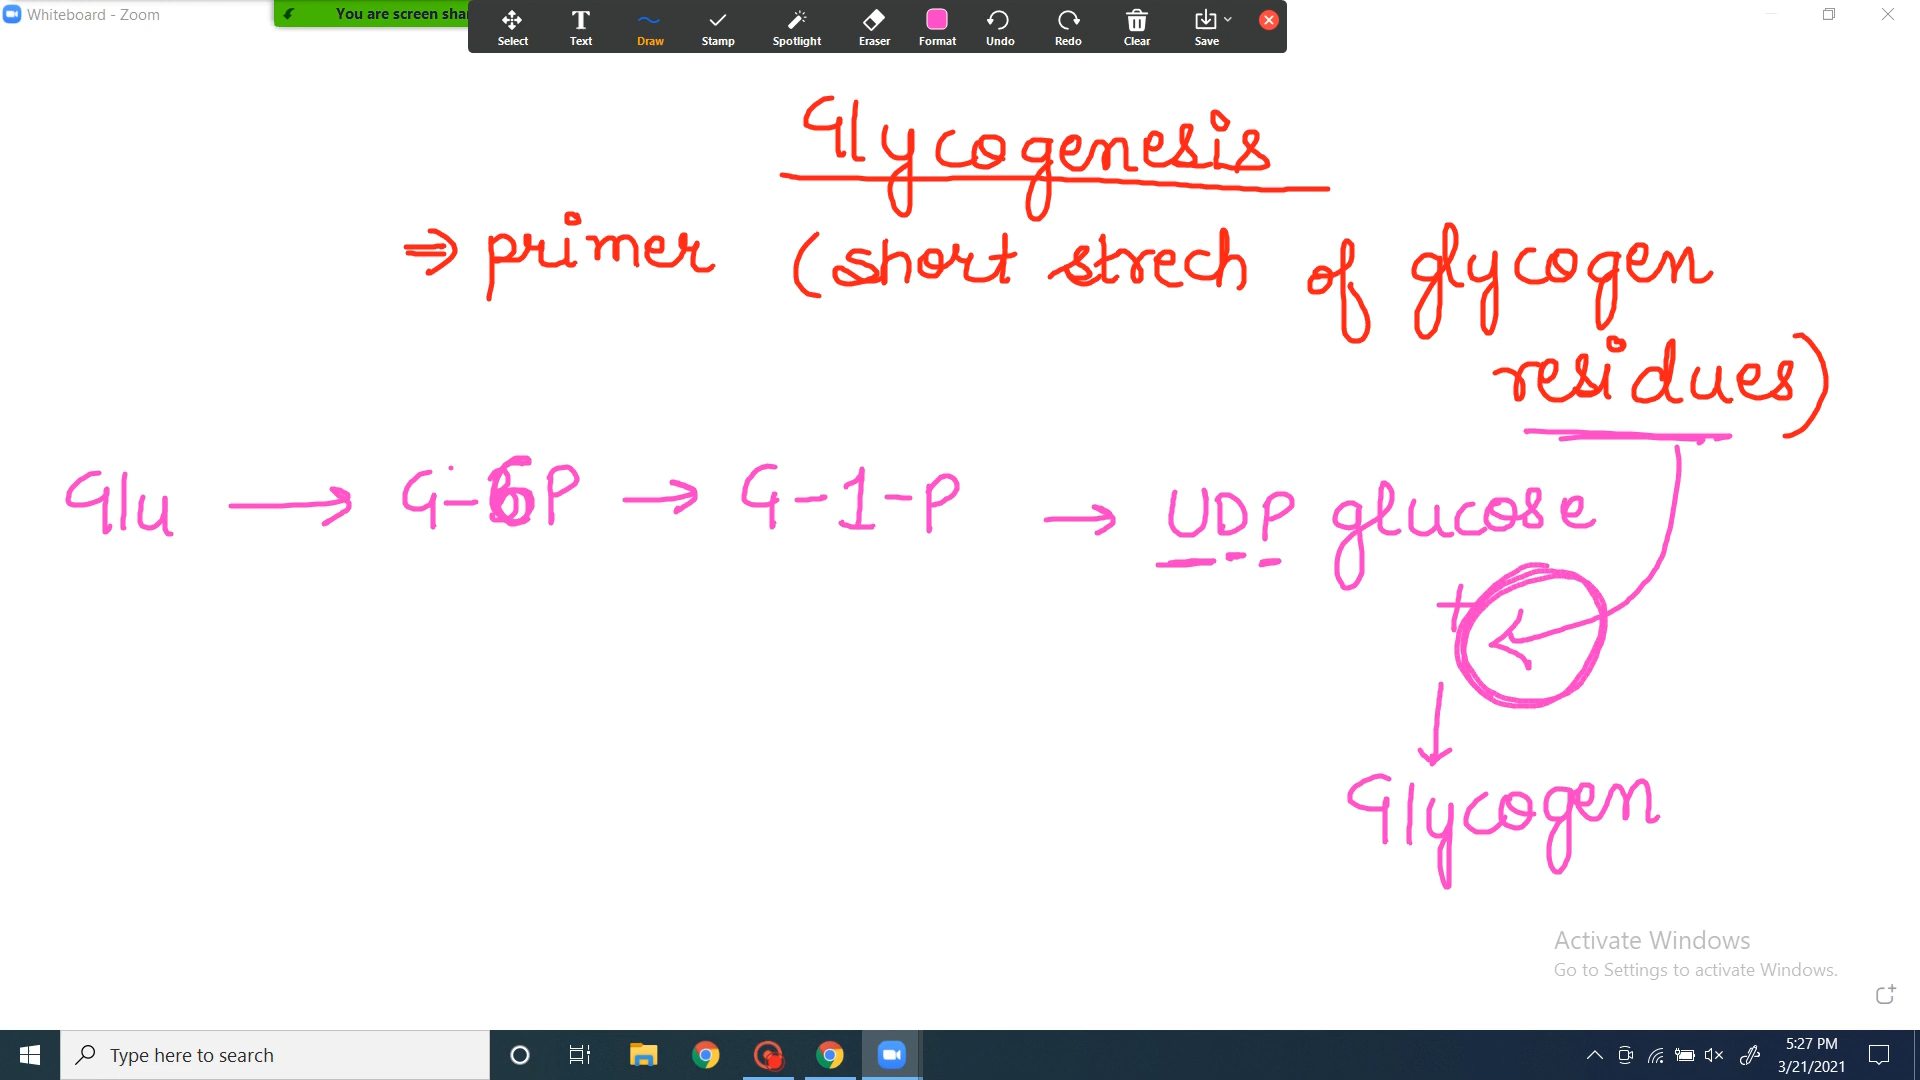 Whiteboard - Zoom
You are screen sha
Select Text Draw Stamp Spotlight Eraser Format Undo Redo Clear Save
Glycogenesis
⇒ primer (short strech of glycogen
residues)
Glu → G-6P → G-1-P → UDP glucose
+
↓
Glycogen
Activate Windows
Go to Settings to activate Windows.
Type here to search
5:27 PM
3/21/2021